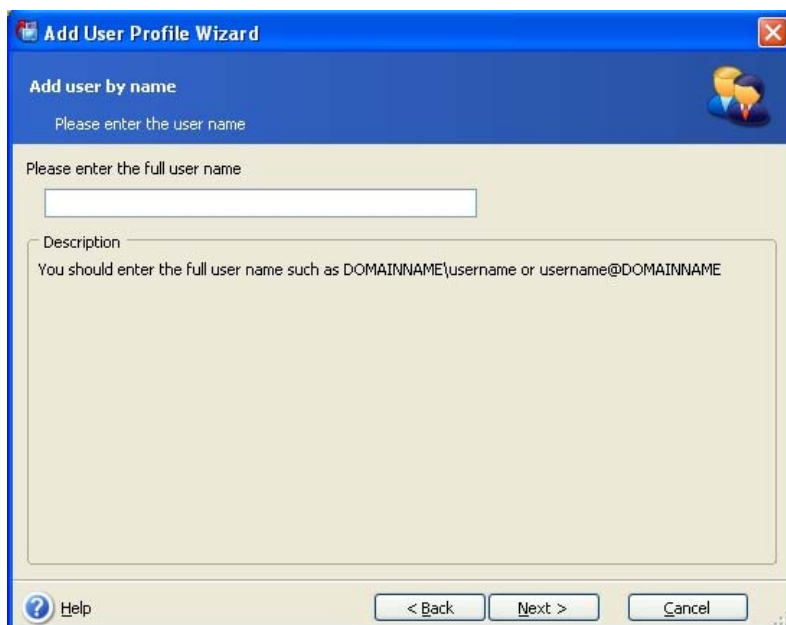 Add User Profile Wizard
Add user by name
Please enter the user name
Please enter the full user name
Description
You should enter the full user name such as DOMAINNAME\username or username@DOMAINNAME
Help
< Back
Next >
Cancel